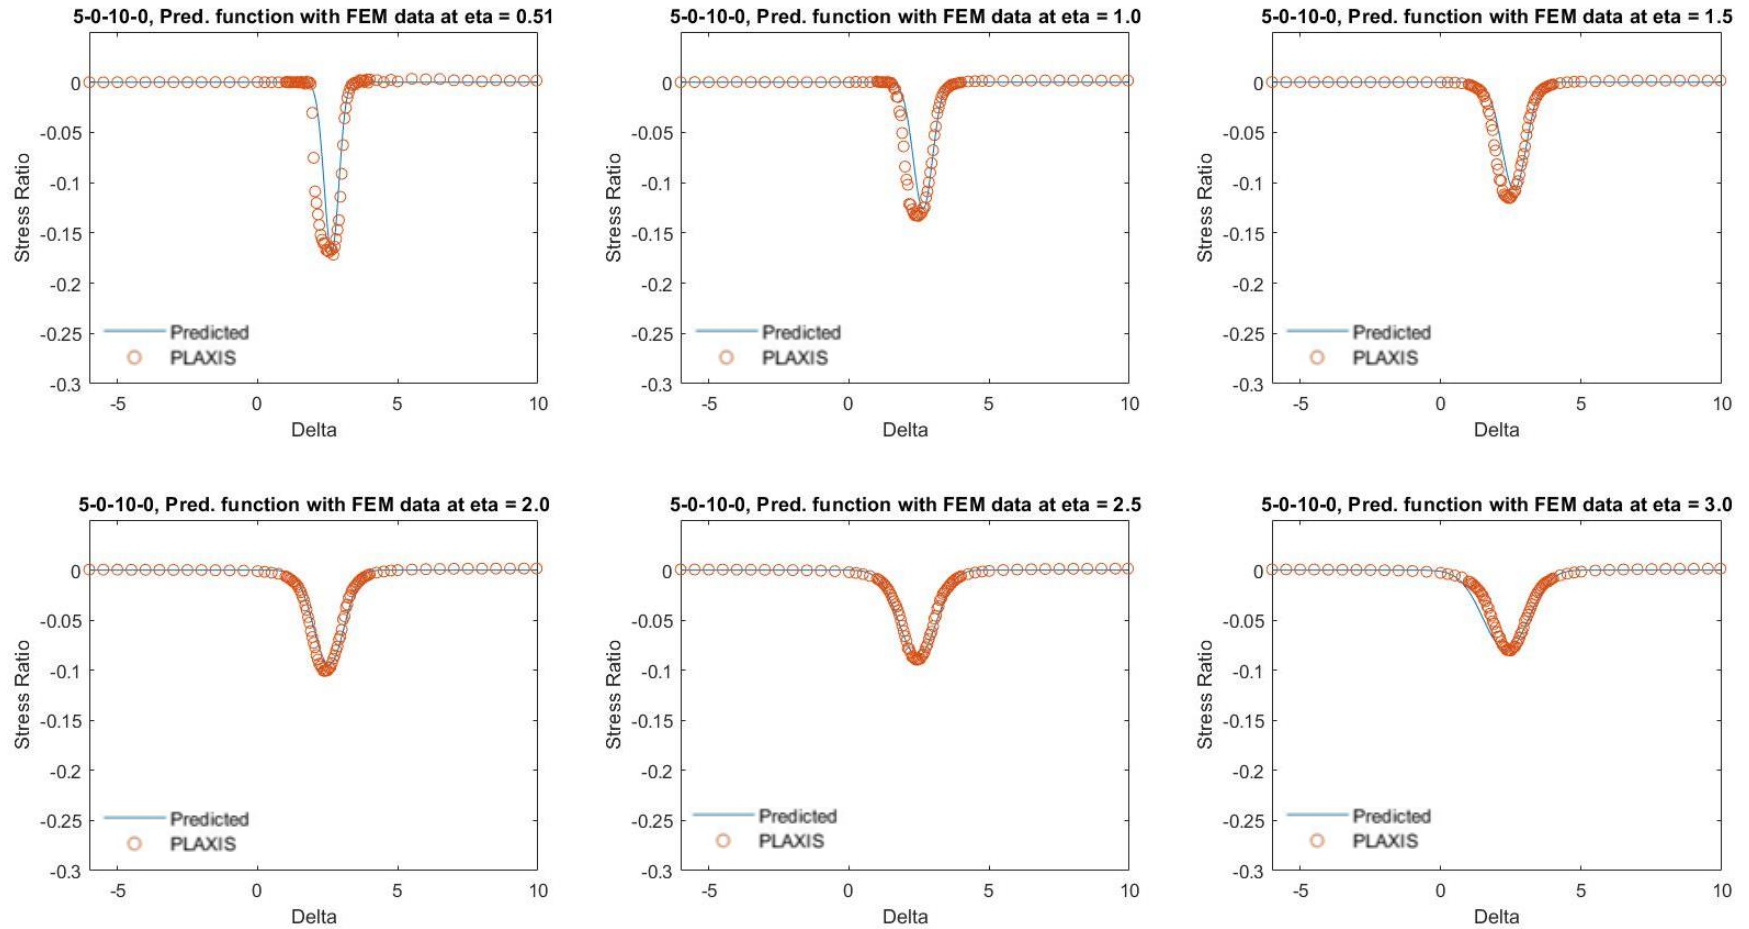 5-0-10-0, Pred. function with FEM data at eta = 0.51
0
-0.05
-0.1
-0.15
-0.2
-0.25
-0.3
Stress Ratio
Predicted
PLAXIS
-5
0
5
10
Delta
5-0-10-0, Pred. function with FEM data at eta = 1.0
0
-0.05
-0.1
-0.15
-0.2
-0.25
-0.3
Stress Ratio
Predicted
PLAXIS
-5
0
5
10
Delta
5-0-10-0, Pred. function with FEM data at eta = 1.5
0
-0.05
-0.1
-0.15
-0.2
-0.25
-0.3
Stress Ratio
Predicted
PLAXIS
-5
0
5
10
Delta
5-0-10-0, Pred. function with FEM data at eta = 2.0
0
-0.05
-0.1
-0.15
-0.2
-0.25
-0.3
Stress Ratio
Predicted
PLAXIS
-5
0
5
10
Delta
5-0-10-0, Pred. function with FEM data at eta = 2.5
0
-0.05
-0.1
-0.15
-0.2
-0.25
-0.3
Stress Ratio
Predicted
PLAXIS
-5
0
5
10
Delta
5-0-10-0, Pred. function with FEM data at eta = 3.0
0
-0.05
-0.1
-0.15
-0.2
-0.25
-0.3
Stress Ratio
Predicted
PLAXIS
-5
0
5
10
Delta